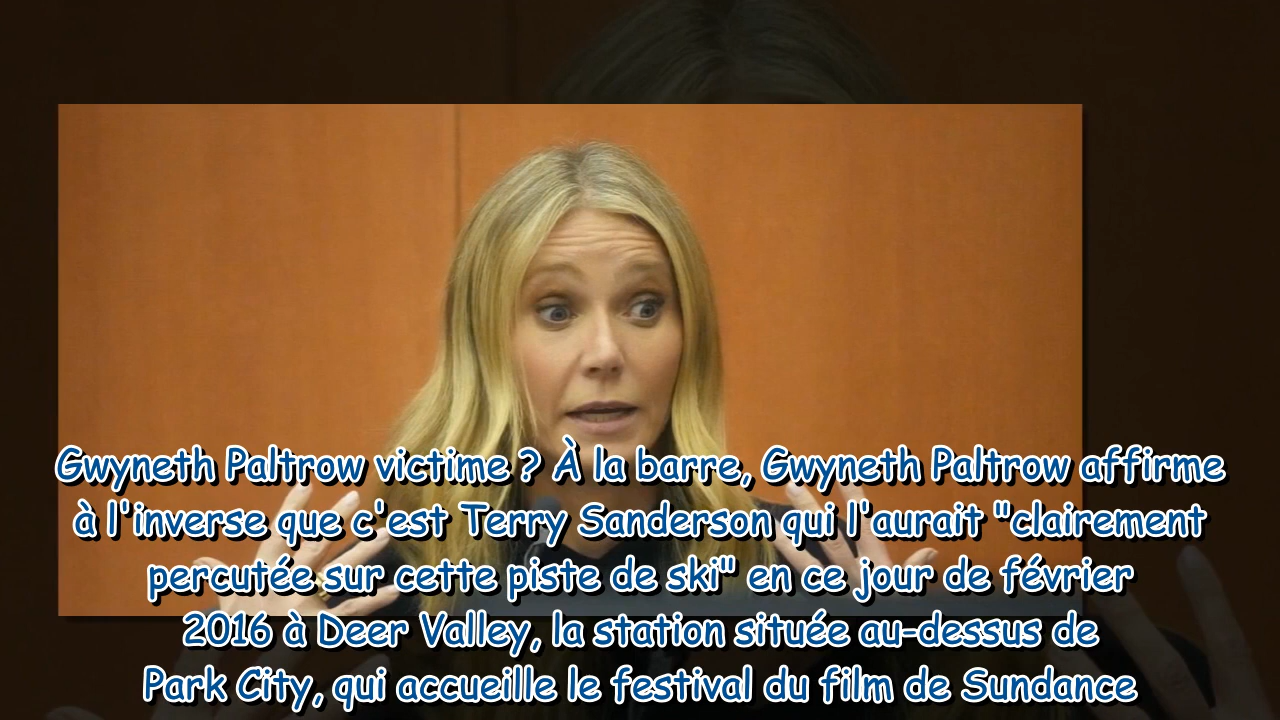 Gwyneth Paltrow victime ? À la barre, Gwyneth Paltrow affirme
à l'inverse que c'est Terry Sanderson qui l'aurait "clairement
percutée sur cette piste de ski" en ce jour de février
2016 à Deer Valley, la station située au-dessus de
Park City, qui accueille le festival du film de Sundance